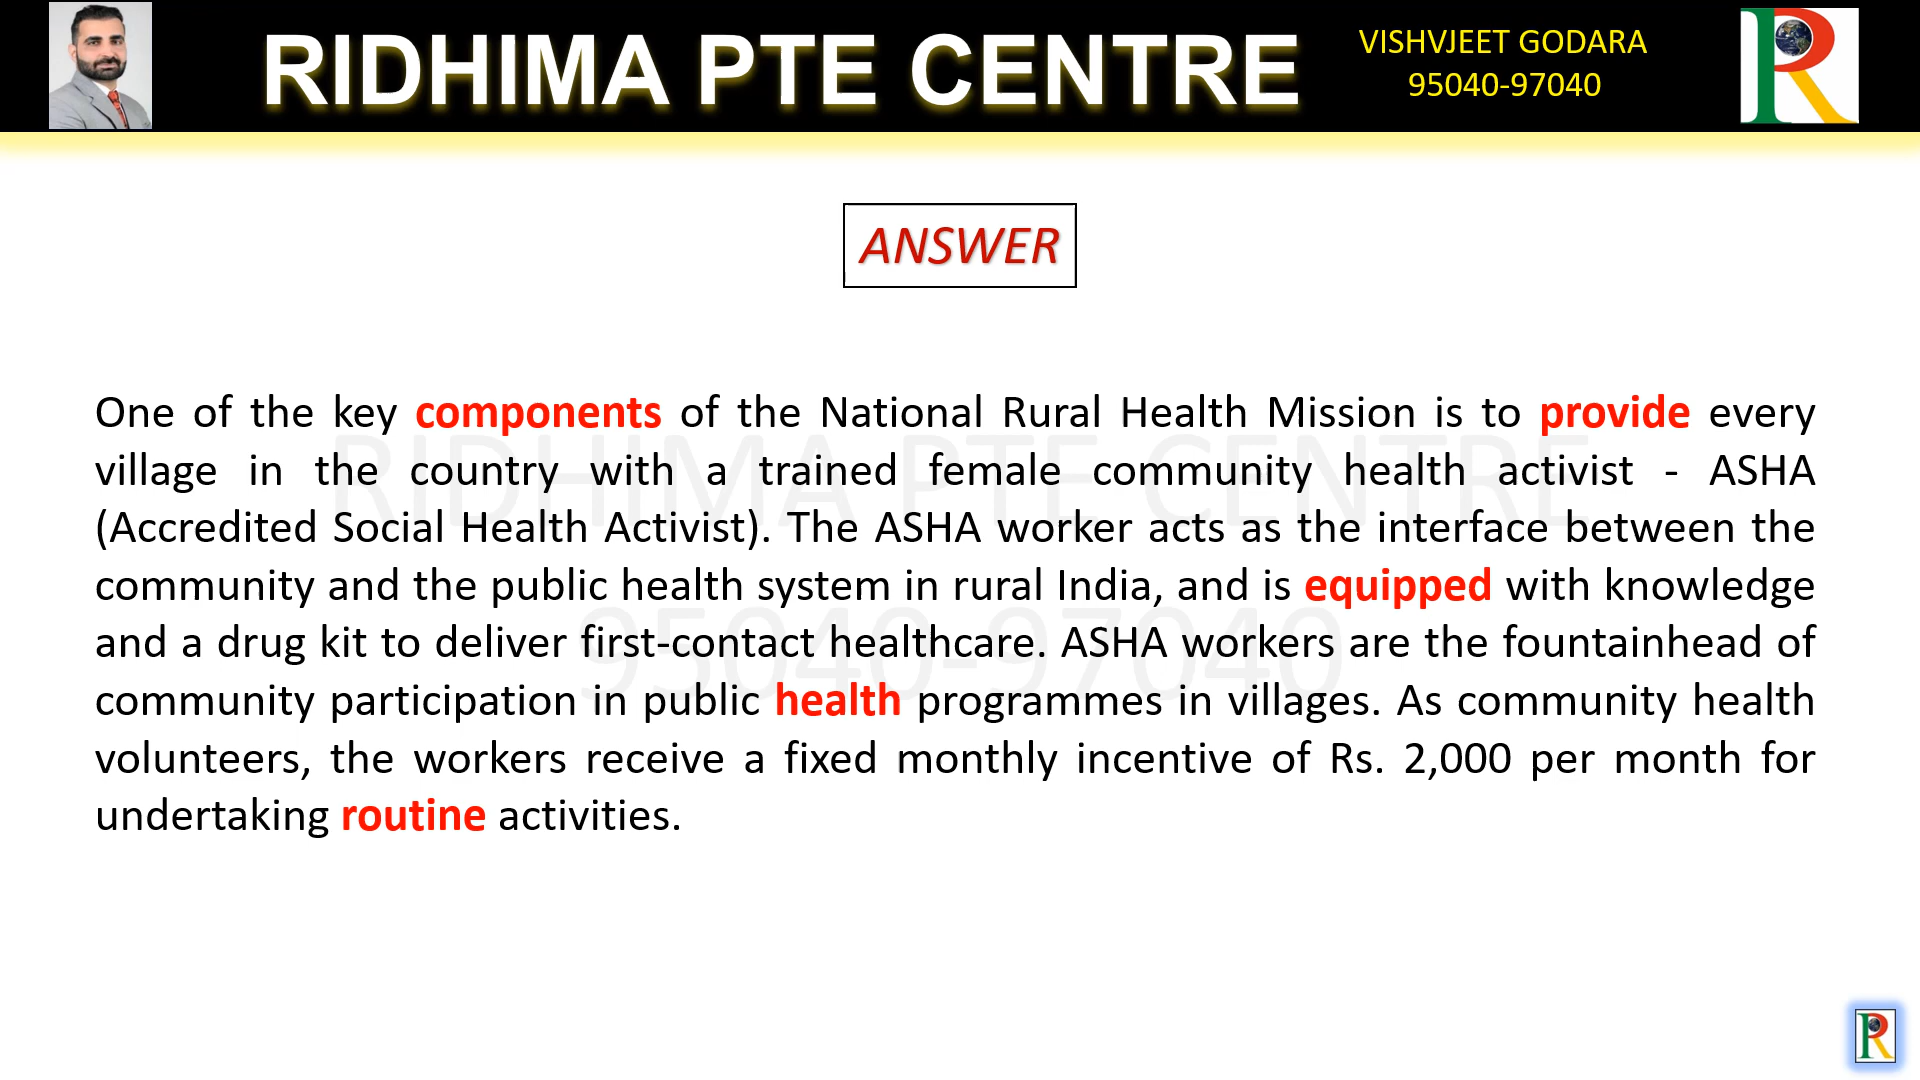 RIDHIMA PTE CENTRE
VISHVJEET GODARA
95040-97040
R
ANSWER
One of the key components of the National Rural Health Mission is to provide every
village in the country with a trained female community health activist - ASHA
(Accredited Social Health Activist). The ASHA worker acts as the interface between the
community and the public health system in rural India, and is equipped with knowledge
and a drug kit to deliver first-contact healthcare. ASHA workers are the fountainhead of
community participation in public health programmes in villages. As community health
volunteers, the workers receive a fixed monthly incentive of Rs. 2,000 per month for
undertaking routine activities.
RIDHIMA PTE CENTRE
95040-97040
R